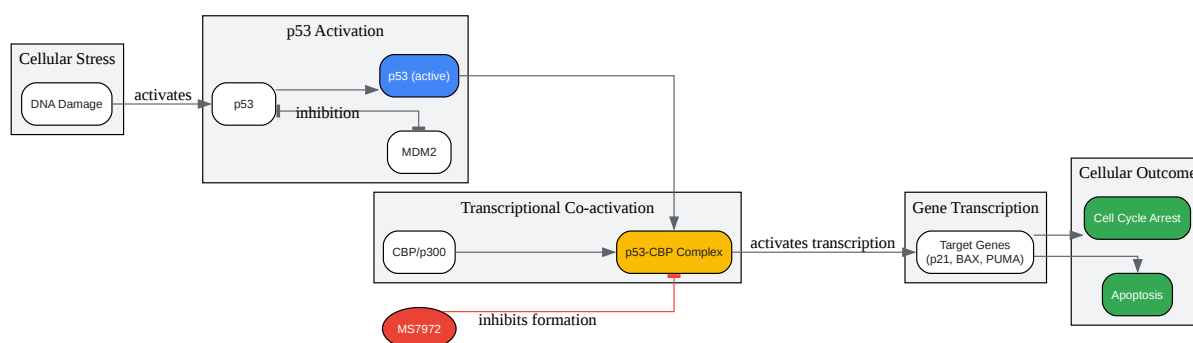 Cellular Stress
DNA Damage
activates
p53 Activation
p53
p53 (active)
inhibition
MDM2
Transcriptional Co-activation
CBP/p300
p53-CBP Complex
MS7972
inhibits formation
activates transcription
Gene Transcription
Target Genes
(p21, BAX, PUMA)
Cellular Outcome
Cell Cycle Arrest
Apoptosis